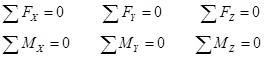 ∑F_X = 0 ∑F_Y = 0 ∑F_Z = 0
∑M_X = 0 ∑M_Y = 0 ∑M_Z = 0